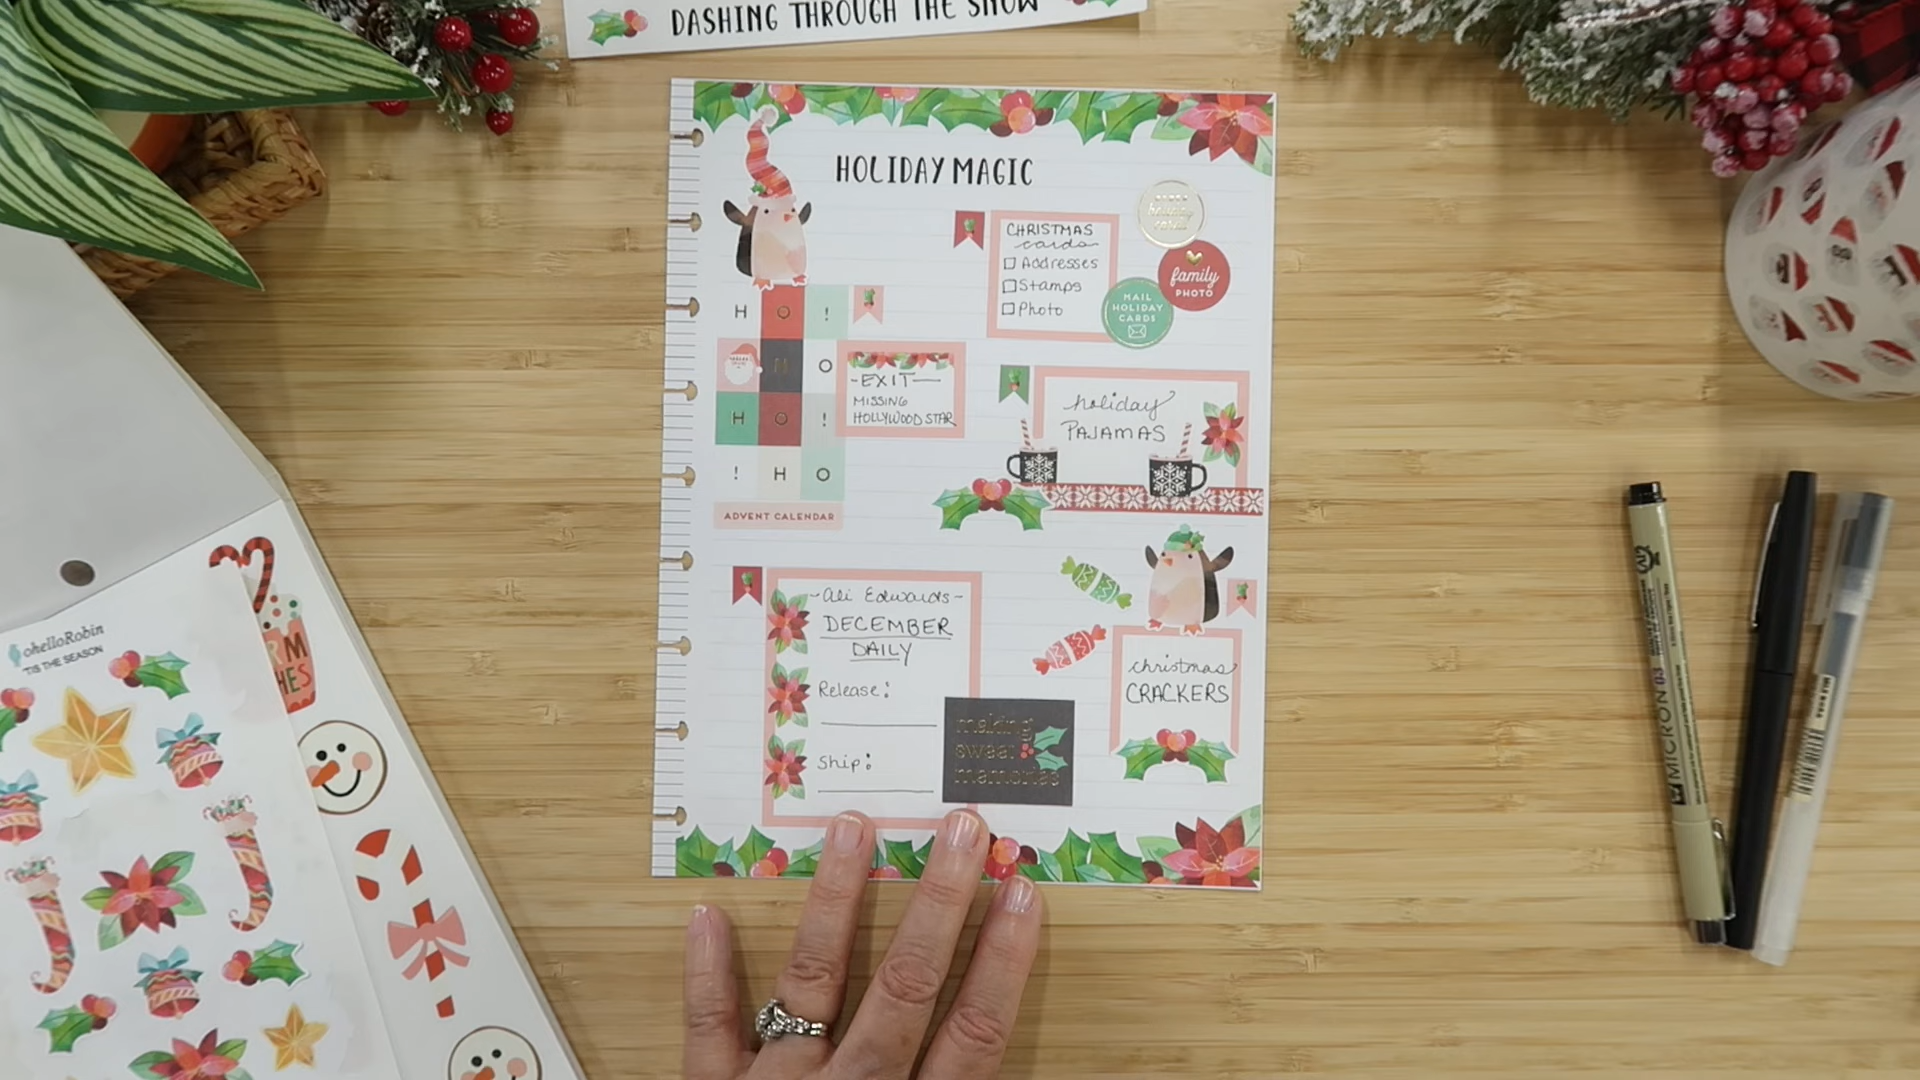 DASHING THROUGH THE SNOW
HOLIDAY MAGIC
CHRISTMAS
cards
Addresses
Stamps
Photo
family
PHOTO
MAIL
HOLIDAY
CARDS
H O !
O
H O !
! H O
ADVENT CALENDAR
-EXIT-
MISSING
HOLLYWOOD STAR
holiday
PAJAMAS
-Ali Edwards-
DECEMBER
DAILY
Release:
Ship:
making
sweet
memories
christmas
CRACKERS
ohelloRobin
'TIS THE SEASON
MICRON 03